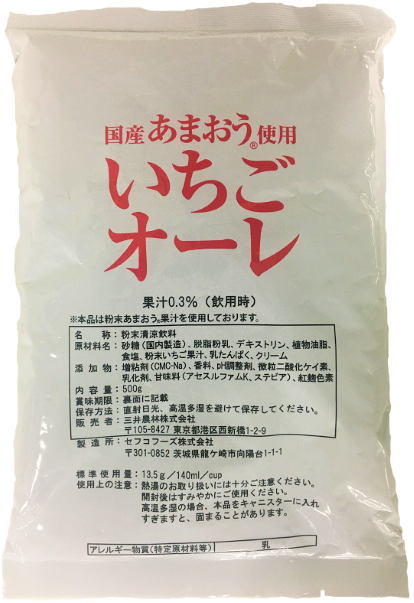 国産あまおう®使用
いちご
オーレ
果汁0.3%（飲用時）
※本品は粉末あまおう®果汁を使用しております。
名称：粉末清涼飲料
原材料名：砂糖（国内製造）、脱脂粉乳、デキストリン、植物油脂、
食塩、粉末いちご果汁、乳たんぱく、クリーム
添加物：増粘剤（CMC-Na）、香料、pH調整剤、微粒二酸化ケイ素、
乳化剤、甘味料（アセスルファムK、ステビア）、紅麹色素
内容量：500g
賞味期限：裏面に記載
保存方法：直射日光、高温多湿を避けて保存してください。
販売者：三井農林株式会社
〒105-8427 東京都港区西新橋1-2-9
製造所：セフコフーズ株式会社
〒301-0852 茨城県龍ケ崎市向陽台1-1-1
標準使用量：13.5g／140ml／cup
使用上の注意：熱湯のお取り扱いには十分ご注意ください。
開封後はすみやかにご使用ください。
高温多湿の場合、本品をキャニスターに入れ
すぎますと、固まることがあります。
アレルギー物質（特定原材料等） 乳